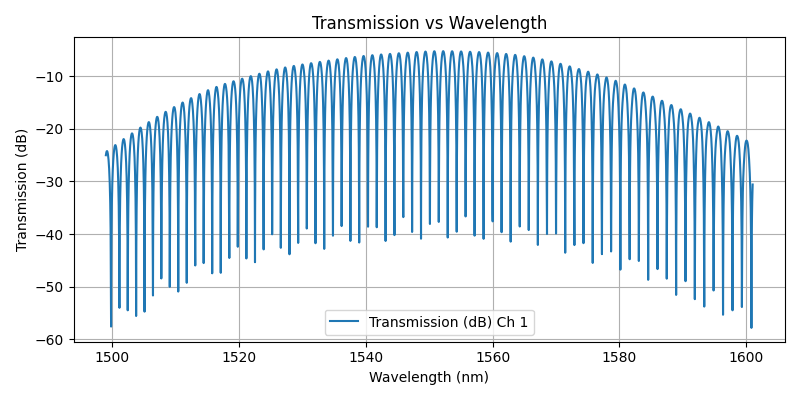 Transmission vs Wavelength
Transmission (dB)
−10
−20
−30
−40
−50
−60
Transmission (dB) Ch 1
1500 1520 1540 1560 1580 1600
Wavelength (nm)